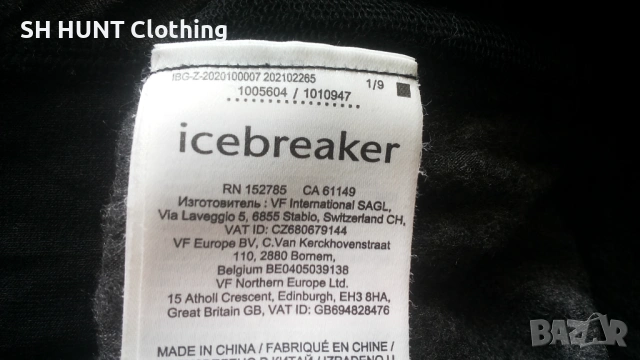 SH HUNT Clothing
IBG-Z-2020100007 202102265
1005604 / 1010947
1/9
icebreaker
RN 152785 CA 61149
Изготовитель : VF International SAGL,
Via Laveggio 5, 6855 Stabio, Switzerland CH,
VAT ID: CZ680679144
VF Europe BV, C.Van Kerckhovenstraat
110, 2880 Bornem,
Belgium BE0405039138
VF Northern Europe Ltd.
15 Atholl Crescent, Edinburgh, EH3 8HA,
Great Britain GB, VAT ID: GB694828476
MADE IN CHINA / FABRIQUÉ EN CHINE /
BAZAR